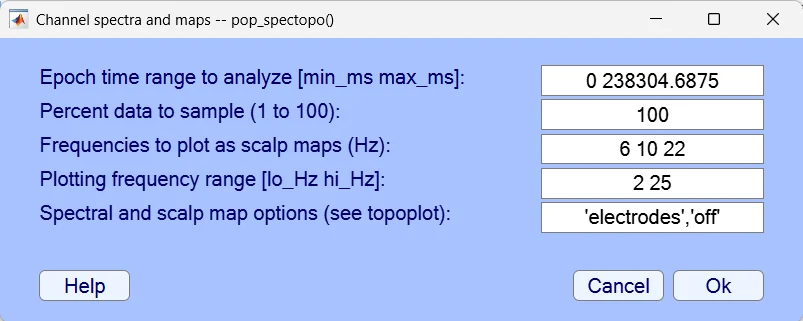 Channel spectra and maps -- pop_spectopo()
Epoch time range to analyze [min_ms max_ms]: 0 238304.6875
Percent data to sample (1 to 100): 100
Frequencies to plot as scalp maps (Hz): 6 10 22
Plotting frequency range [lo_Hz hi_Hz]: 2 25
Spectral and scalp map options (see topoplot): 'electrodes','off'
Help Cancel Ok